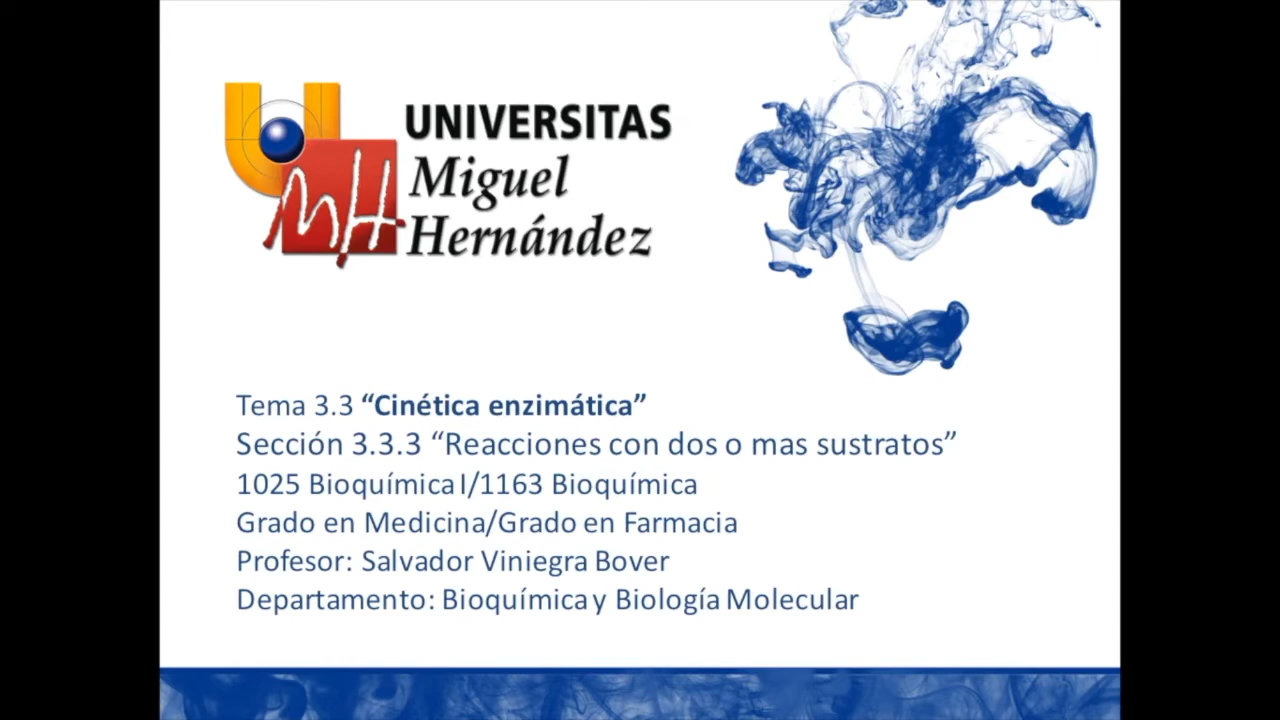 UNIVERSITAS
Miguel
Hernández
UMH
Tema 3.3 “Cinética enzimática”
Sección 3.3.3 “Reacciones con dos o mas sustratos”
1025 Bioquímica I/1163 Bioquímica
Grado en Medicina/Grado en Farmacia
Profesor: Salvador Viniegra Bover
Departamento: Bioquímica y Biología Molecular